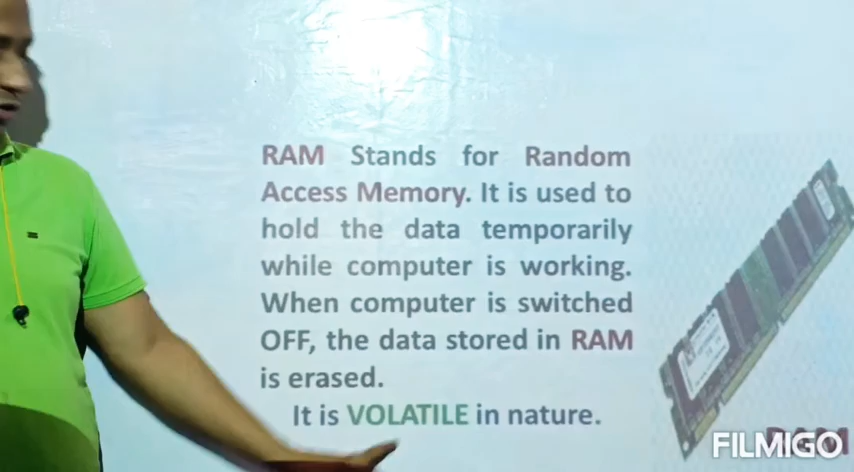 RAM Stands for Random
Access Memory. It is used to
hold the data temporarily
while computer is working.
When computer is switched
OFF, the data stored in RAM
is erased.
It is VOLATILE in nature.
RAM
FILMIGO